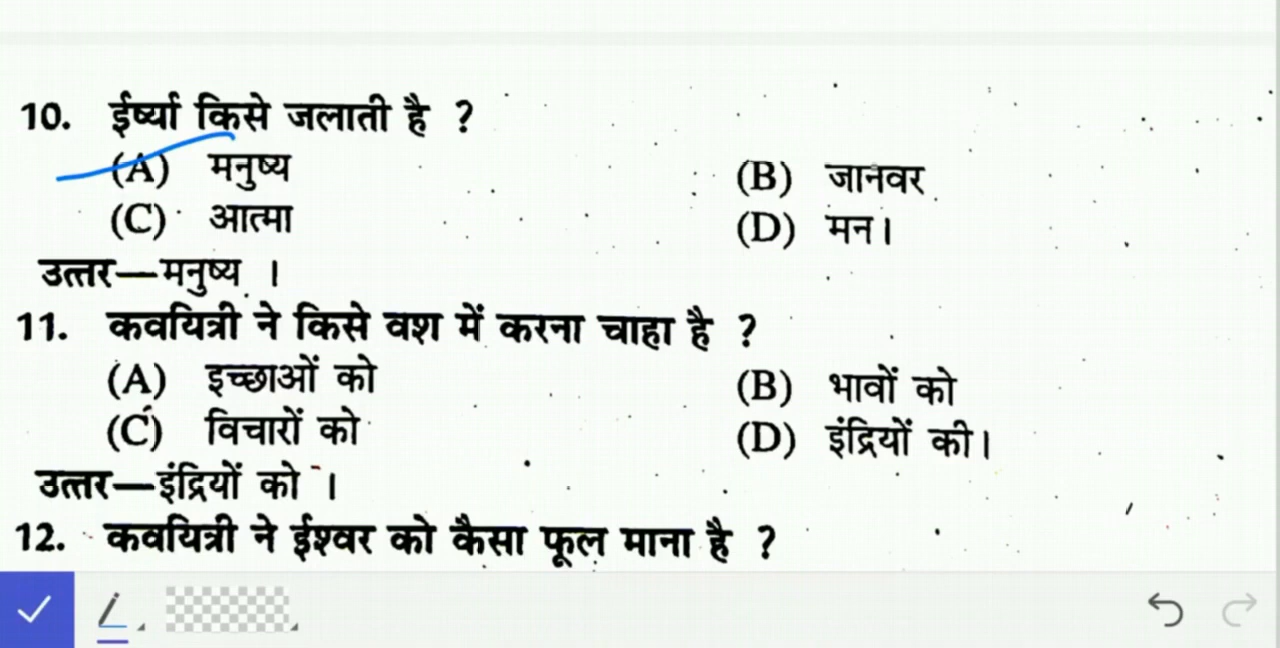 10. ईर्ष्या किसे जलाती है ?
(A) मनुष्य (B) जानवर
(C) आत्मा (D) मन।
उत्तर—मनुष्य ।
11. कवयित्री ने किसे वश में करना चाहा है ?
(A) इच्छाओं को (B) भावों को
(C) विचारों को (D) इंद्रियों की।
उत्तर—इंद्रियों को ।
12. कवयित्री ने ईश्वर को कैसा फूल माना है ?